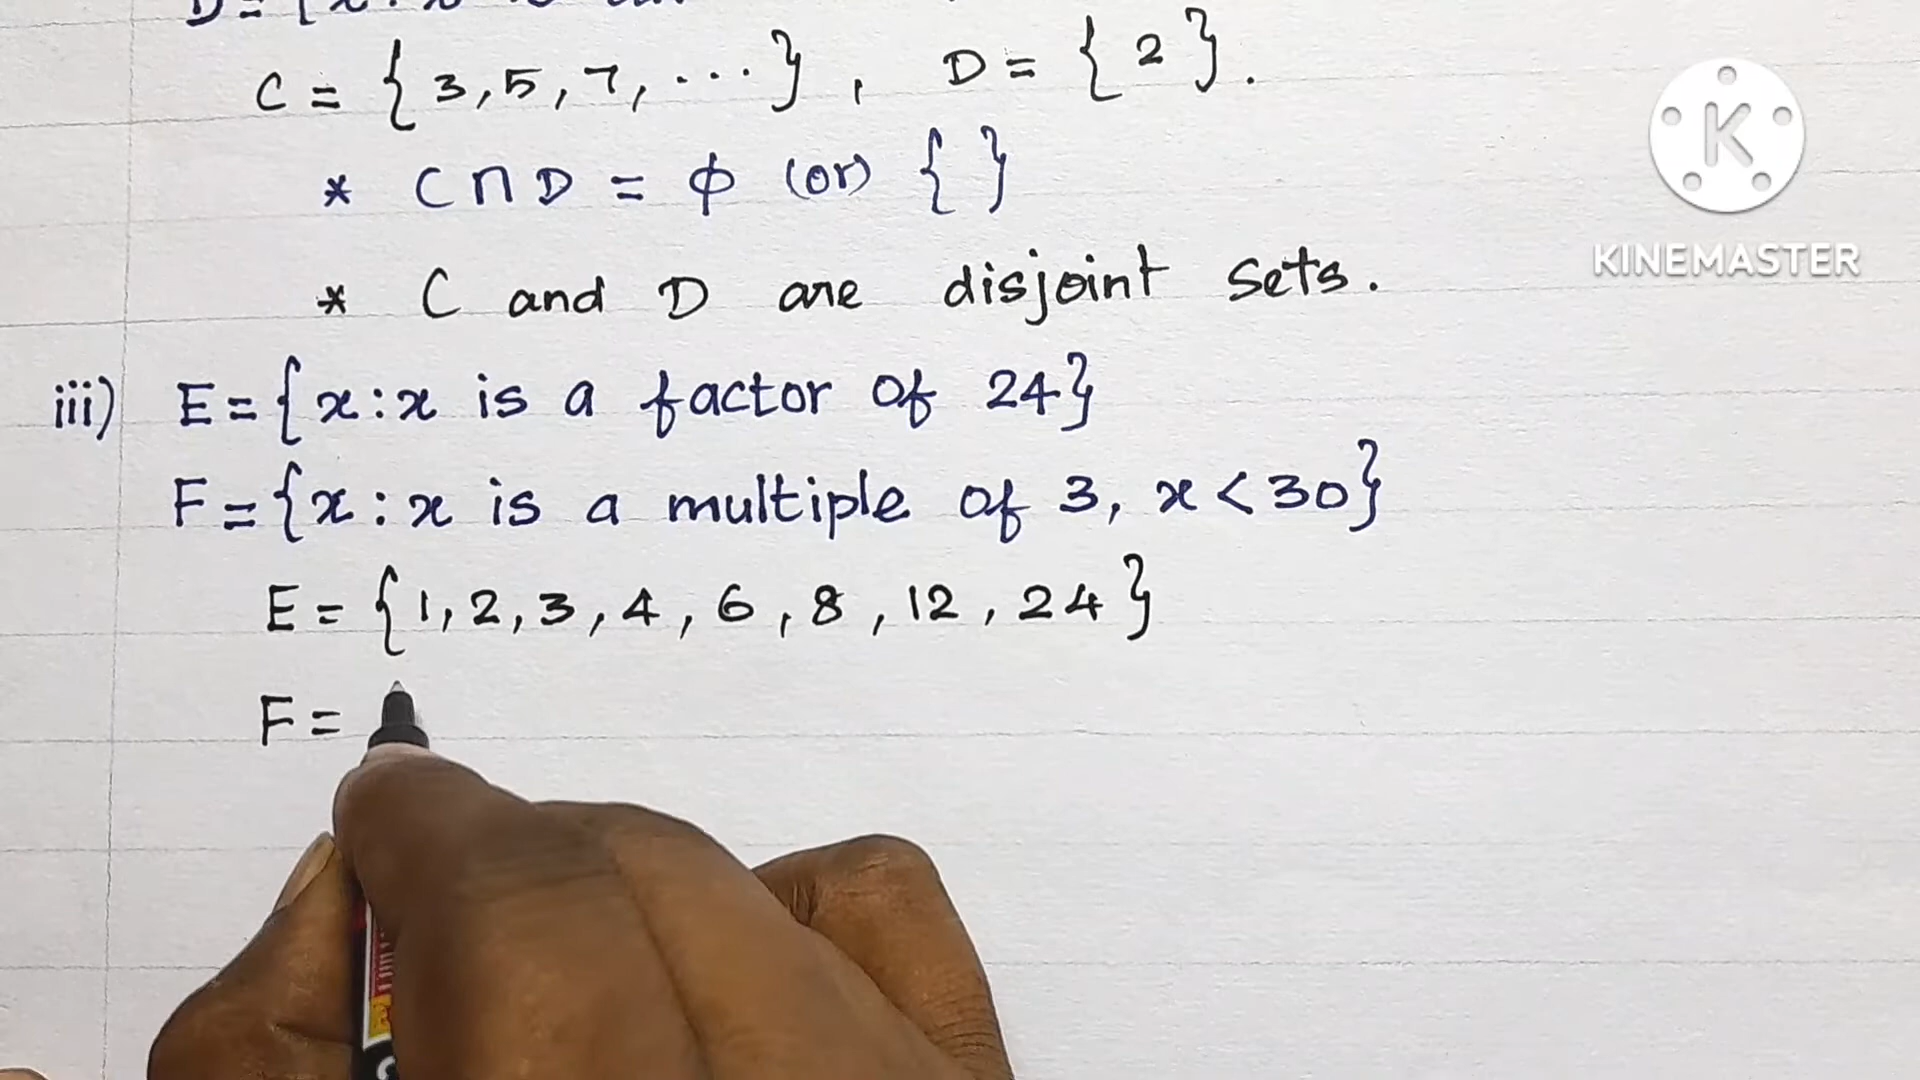 D = {x : x is
C = {3, 5, 7, ...}, D = {2}.
* C ∩ D = ϕ (or) { }
* C and D are disjoint sets.
iii) E = {x : x is a factor of 24}
F = {x : x is a multiple of 3, x < 30}
E = {1, 2, 3, 4, 6, 8, 12, 24}
F =
K
KINEMASTER